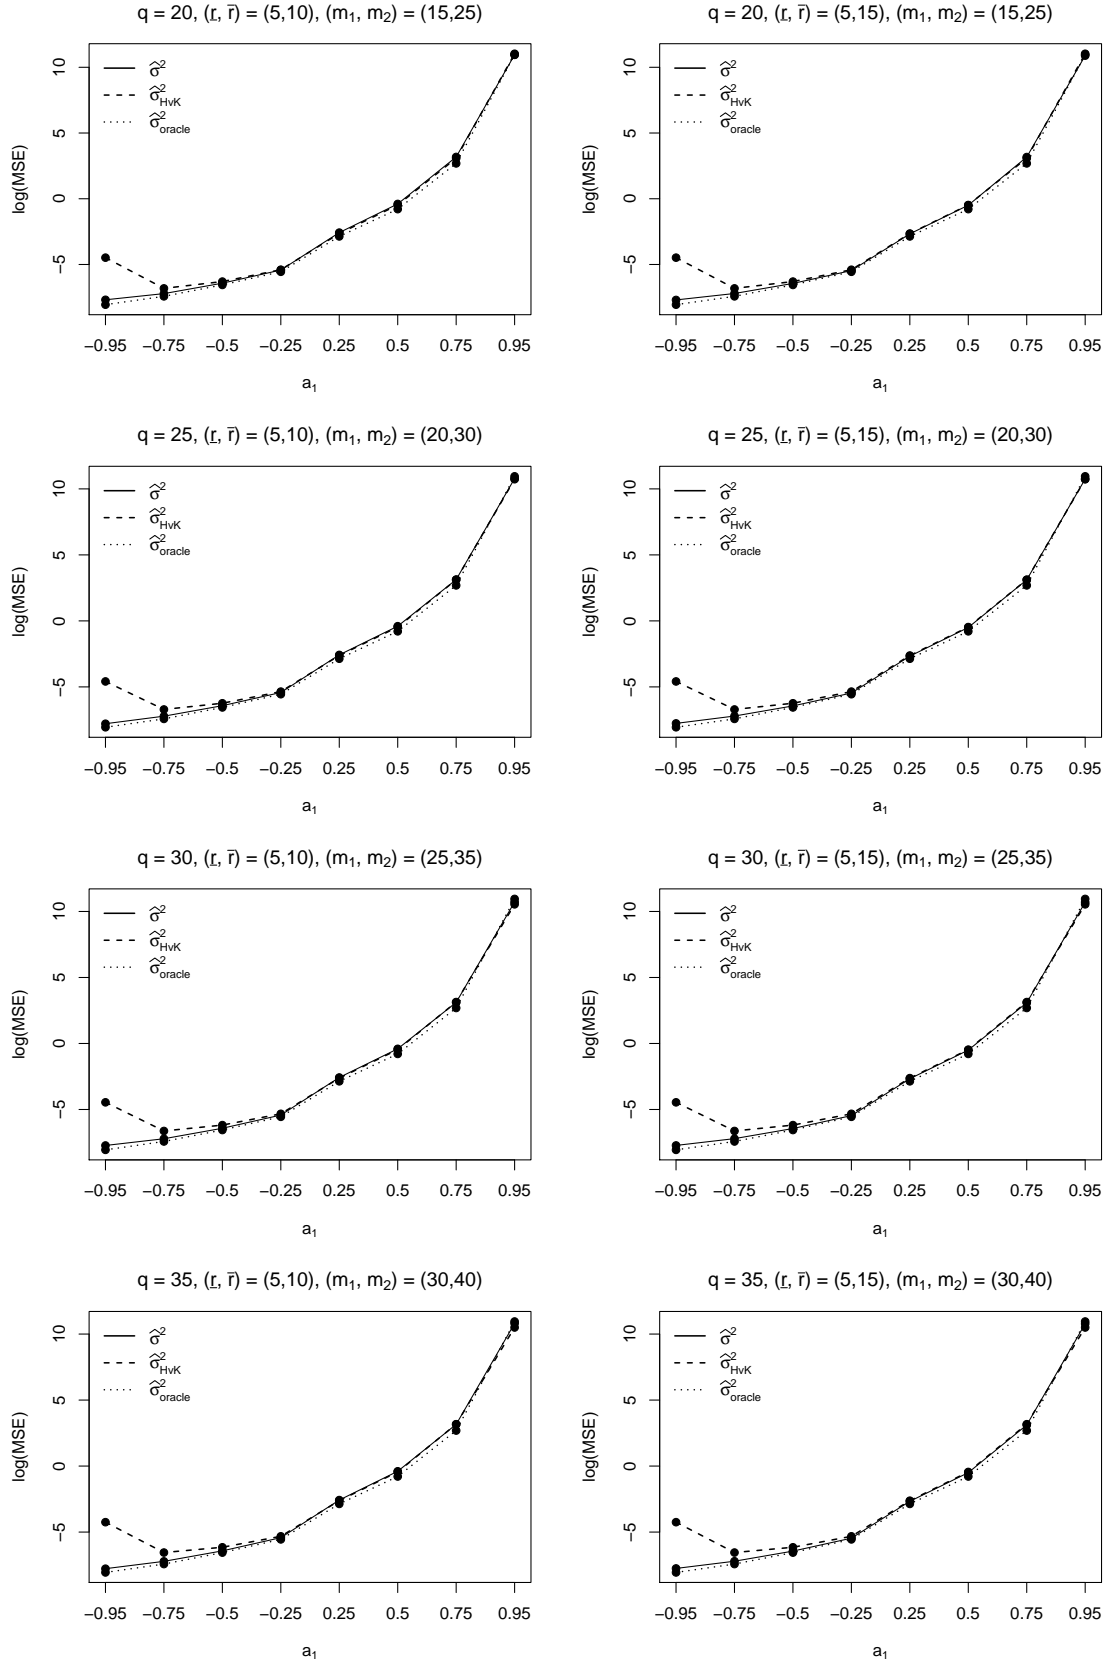 q = 20, (r̲, r̄) = (5,10), (m₁, m₂) = (15,25)
log(MSE)
10
5
0
−5
σ̂²
σ̂²HvK
σ̂²oracle
−0.95 −0.75 −0.5 −0.25 0.25 0.5 0.75 0.95
a₁
q = 20, (r̲, r̄) = (5,15), (m₁, m₂) = (15,25)
log(MSE)
10
5
0
−5
σ̂²
σ̂²HvK
σ̂²oracle
−0.95 −0.75 −0.5 −0.25 0.25 0.5 0.75 0.95
a₁
q = 25, (r̲, r̄) = (5,10), (m₁, m₂) = (20,30)
log(MSE)
10
5
0
−5
σ̂²
σ̂²HvK
σ̂²oracle
−0.95 −0.75 −0.5 −0.25 0.25 0.5 0.75 0.95
a₁
q = 25, (r̲, r̄) = (5,15), (m₁, m₂) = (20,30)
log(MSE)
10
5
0
−5
σ̂²
σ̂²HvK
σ̂²oracle
−0.95 −0.75 −0.5 −0.25 0.25 0.5 0.75 0.95
a₁
q = 30, (r̲, r̄) = (5,10), (m₁, m₂) = (25,35)
log(MSE)
10
5
0
−5
σ̂²
σ̂²HvK
σ̂²oracle
−0.95 −0.75 −0.5 −0.25 0.25 0.5 0.75 0.95
a₁
q = 30, (r̲, r̄) = (5,15), (m₁, m₂) = (25,35)
log(MSE)
10
5
0
−5
σ̂²
σ̂²HvK
σ̂²oracle
−0.95 −0.75 −0.5 −0.25 0.25 0.5 0.75 0.95
a₁
q = 35, (r̲, r̄) = (5,10), (m₁, m₂) = (30,40)
log(MSE)
10
5
0
−5
σ̂²
σ̂²HvK
σ̂²oracle
−0.95 −0.75 −0.5 −0.25 0.25 0.5 0.75 0.95
a₁
q = 35, (r̲, r̄) = (5,15), (m₁, m₂) = (30,40)
log(MSE)
10
5
0
−5
σ̂²
σ̂²HvK
σ̂²oracle
−0.95 −0.75 −0.5 −0.25 0.25 0.5 0.75 0.95
a₁